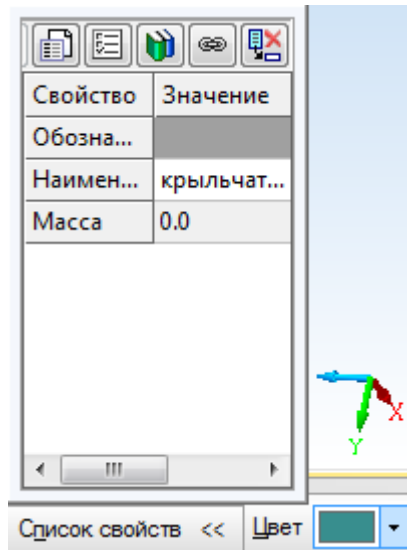 Свойство Значение
Обозна...
Наимен... крыльчат...
Масса 0.0
X
Y
Список свойств << Цвет